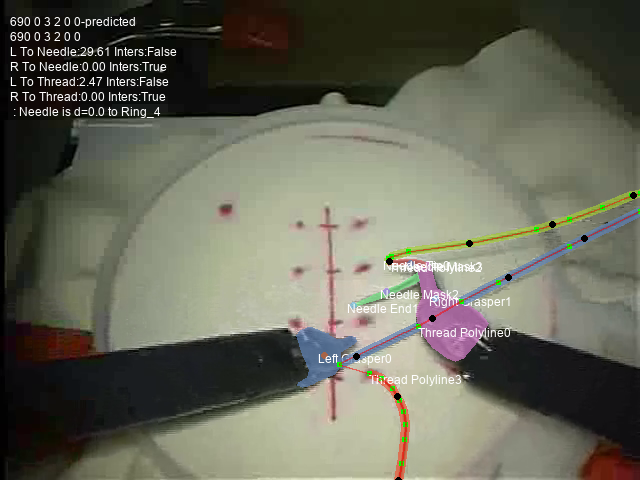 690 0 3 2 0 0-predicted
690 0 3 2 0 0
L To Needle:29.61 Inters:False
R To Needle:0.00 Inters:True
L To Thread:2.47 Inters:False
R To Thread:0.00 Inters:True
: Needle is d=0.0 to Ring_4
Needle Mask2
Right Grasper1
Needle End1
Thread Polyline0
Left Grasper0
Thread Polyline3